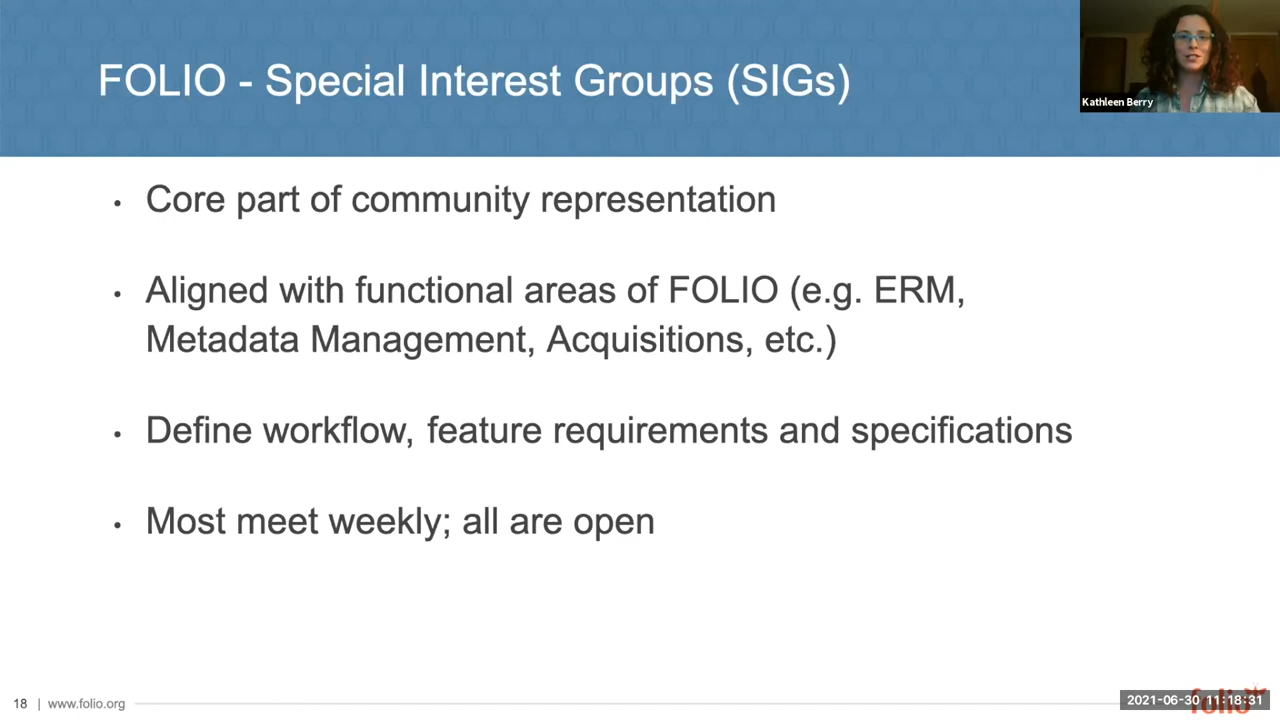 FOLIO - Special Interest Groups (SIGs)
Kathleen Berry
• Core part of community representation
• Aligned with functional areas of FOLIO (e.g. ERM,
Metadata Management, Acquisitions, etc.)
• Define workflow, feature requirements and specifications
• Most meet weekly; all are open
18 | www.folio.org
2021-06-30 11:18:31
folio